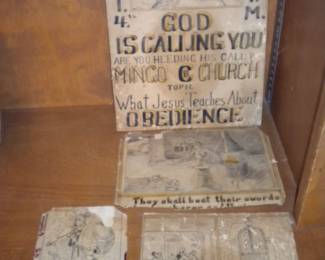 M.
GOD
IS CALLING YOU
ARE YOU HEEDING HIS CALL?
MINGO C CHURCH
TOPIC
What Jesus Teaches About
OBEDIENCE
They shall beat their swords